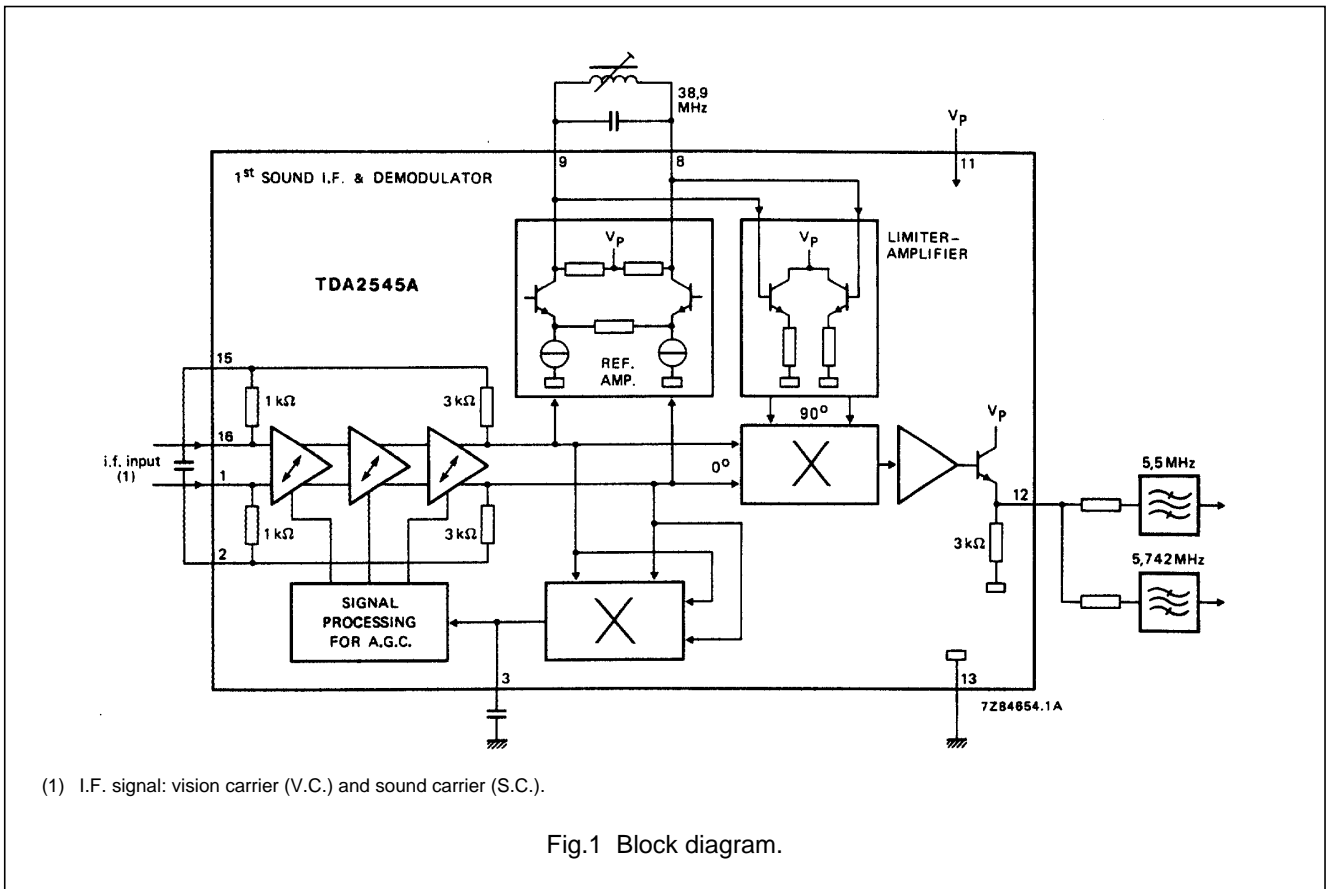 38,9
MHz
VP
9
8
11
1st SOUND I.F. & DEMODULATOR
VP
VP
LIMITER–
AMPLIFIER
TDA2545A
REF.
AMP.
15
1 kΩ
3 kΩ
90°
VP
16
i.f. input
(1)
1
0°
5,5 MHz
12
1 kΩ
3 kΩ
3 kΩ
2
5,742 MHz
SIGNAL
PROCESSING
FOR A.G.C.
3
13
7Z84654.1A
(1) I.F. signal: vision carrier (V.C.) and sound carrier (S.C.).
Fig.1 Block diagram.